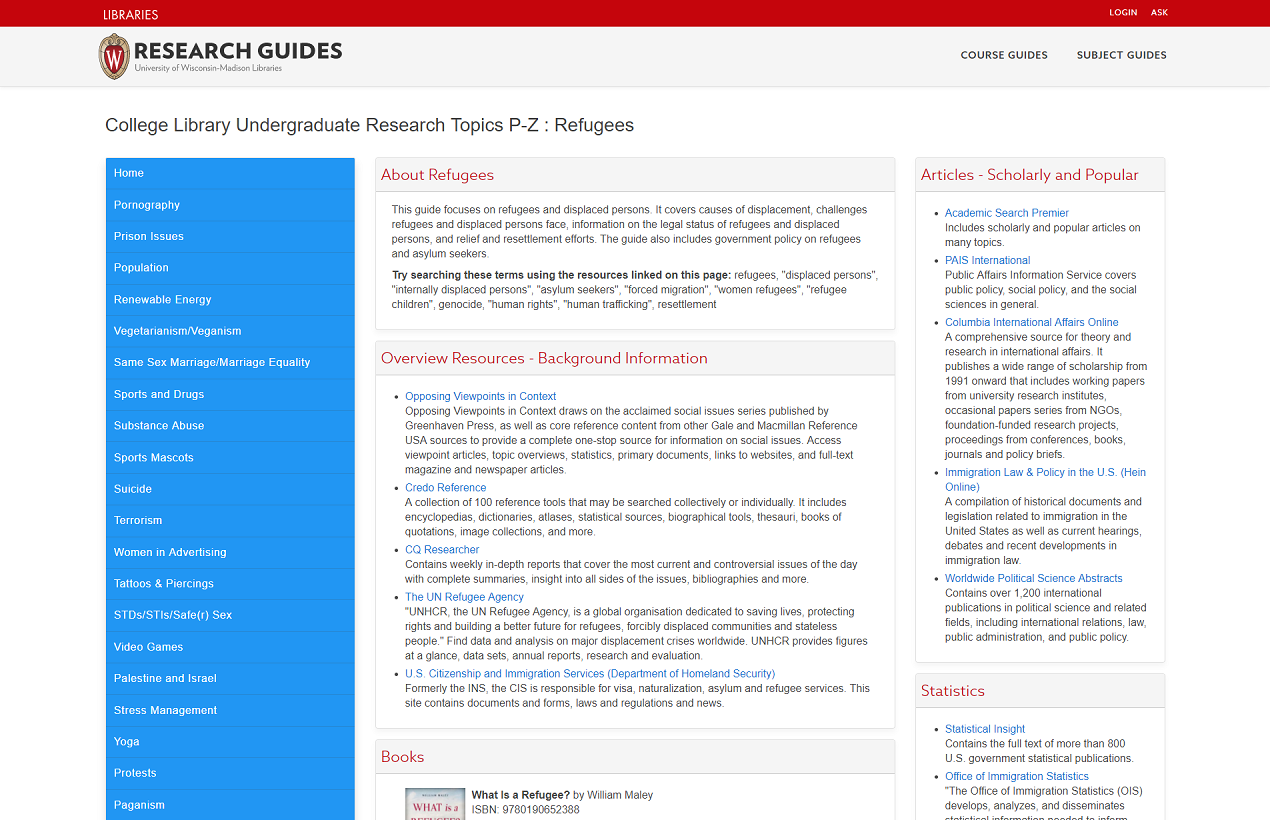 LIBRARIES
LOGIN ASK
W RESEARCH GUIDES
University of Wisconsin-Madison Libraries
COURSE GUIDES SUBJECT GUIDES
College Library Undergraduate Research Topics P-Z : Refugees
Home
Pornography
Prison Issues
Population
Renewable Energy
Vegetarianism/Veganism
Same Sex Marriage/Marriage Equality
Sports and Drugs
Substance Abuse
Sports Mascots
Suicide
Terrorism
Women in Advertising
Tattoos & Piercings
STDs/STIs/Safe(r) Sex
Video Games
Palestine and Israel
Stress Management
Yoga
Protests
Paganism
About Refugees
This guide focuses on refugees and displaced persons. It covers causes of displacement, challenges
refugees and displaced persons face, information on the legal status of refugees and displaced
persons, and relief and resettlement efforts. The guide also includes government policy on refugees
and asylum seekers.
Try searching these terms using the resources linked on this page: refugees, "displaced persons",
"internally displaced persons", "asylum seekers", "forced migration", "women refugees", "refugee
children", genocide, "human rights", "human trafficking", resettlement
Overview Resources - Background Information
Opposing Viewpoints in Context
Opposing Viewpoints in Context draws on the acclaimed social issues series published by
Greenhaven Press, as well as core reference content from other Gale and Macmillan Reference
USA sources to provide a complete one-stop source for information on social issues. Access
viewpoint articles, topic overviews, statistics, primary documents, links to websites, and full-text
magazine and newspaper articles.
Credo Reference
A collection of 100 reference tools that may be searched collectively or individually. It includes
encyclopedias, dictionaries, atlases, statistical sources, biographical tools, thesauri, books of
quotations, image collections, and more.
CQ Researcher
Contains weekly in-depth reports that cover the most current and controversial issues of the day
with complete summaries, insight into all sides of the issues, bibliographies and more.
The UN Refugee Agency
"UNHCR, the UN Refugee Agency, is a global organisation dedicated to saving lives, protecting
rights and building a better future for refugees, forcibly displaced communities and stateless
people." Find data and analysis on major displacement crises worldwide. UNHCR provides figures
at a glance, data sets, annual reports, research and evaluation.
U.S. Citizenship and Immigration Services (Department of Homeland Security)
Formerly the INS, the CIS is responsible for visa, naturalization, asylum and refugee services. This
site contains documents and forms, laws and regulations and news.
Books
WILLIAM MALEY
WHAT is a
REFUGEE?
What Is a Refugee? by William Maley
ISBN: 9780190652388
Articles - Scholarly and Popular
Academic Search Premier
Includes scholarly and popular articles on
many topics.
PAIS International
Public Affairs Information Service covers
public policy, social policy, and the social
sciences in general.
Columbia International Affairs Online
A comprehensive source for theory and
research in international affairs. It
publishes a wide range of scholarship from
1991 onward that includes working papers
from university research institutes,
occasional papers series from NGOs,
foundation-funded research projects,
proceedings from conferences, books,
journals and policy briefs.
Immigration Law & Policy in the U.S. (Hein
Online)
A compilation of historical documents and
legislation related to immigration in the
United States as well as current hearings,
debates and recent developments in
immigration law.
Worldwide Political Science Abstracts
Contains over 1,200 international
publications in political science and related
fields, including international relations, law,
public administration, and public policy.
Statistics
Statistical Insight
Contains the full text of more than 800
U.S. government statistical publications.
Office of Immigration Statistics
"The Office of Immigration Statistics (OIS)
develops, analyzes, and disseminates
statistical information needed to inform